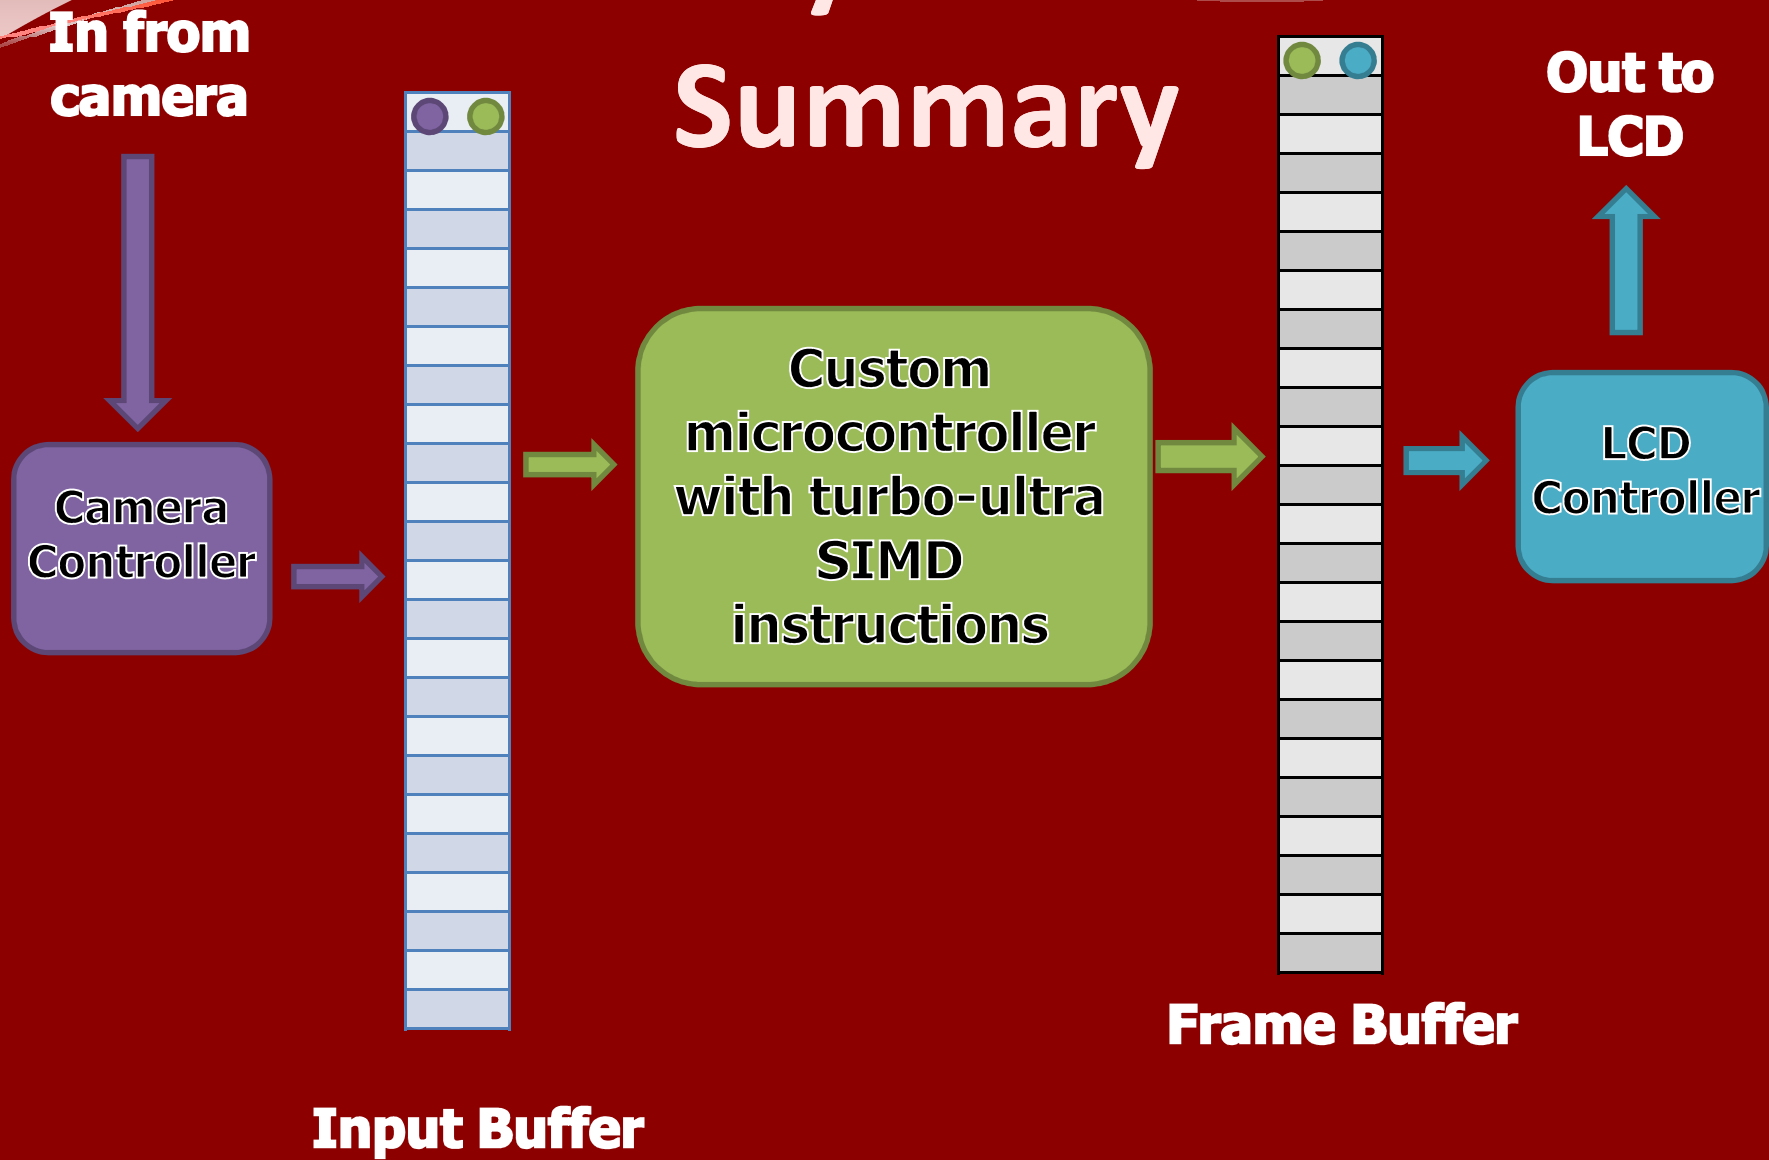 In from
camera
Summary
Out to
LCD
Camera
Controller
Custom
microcontroller
with turbo-ultra
SIMD
instructions
LCD
Controller
Frame Buffer
Input Buffer